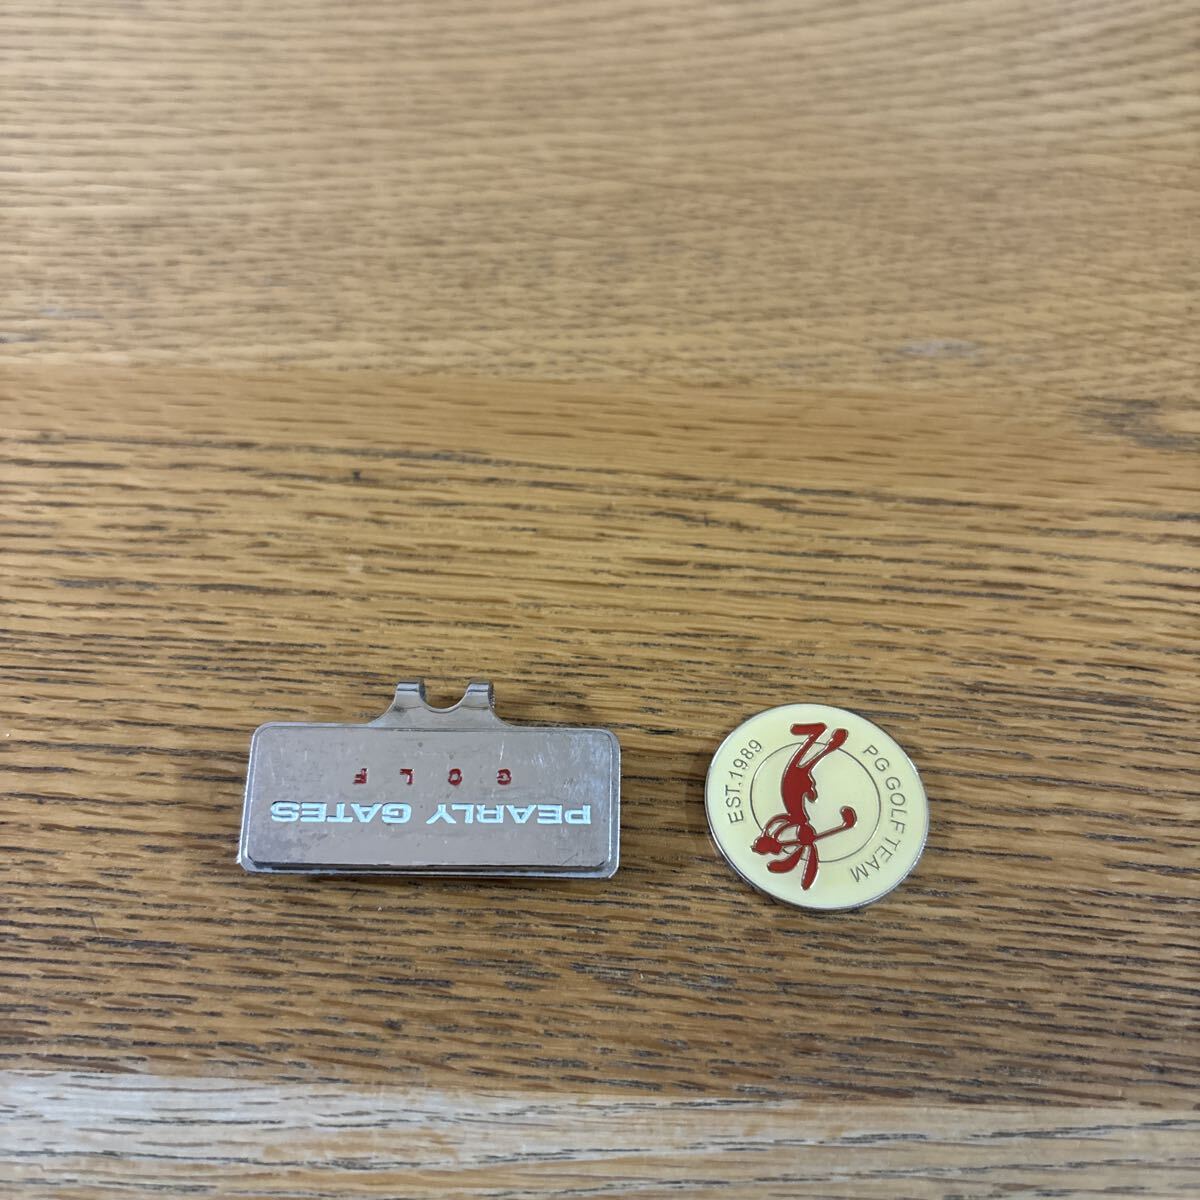 PEARLY GATES
GOLF
EST.1989
PG GOLF TEAM